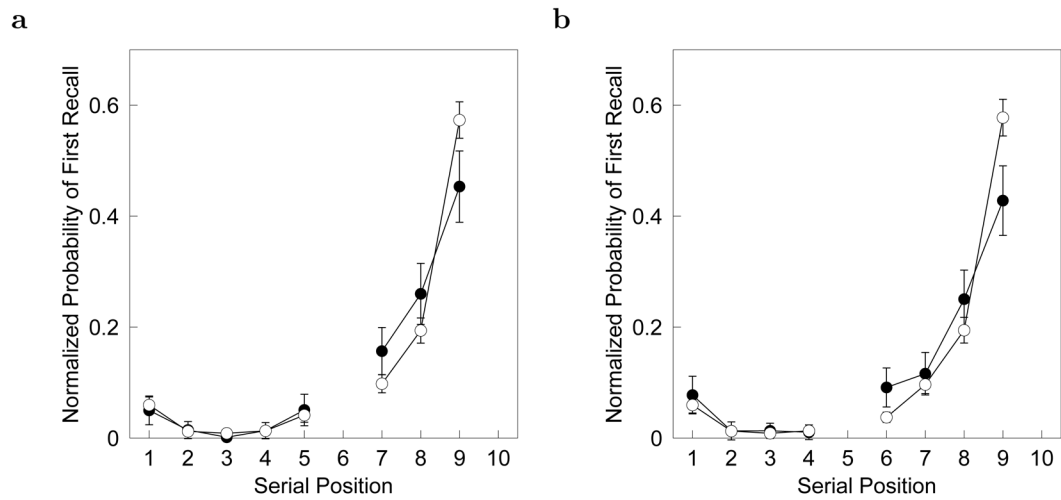 a
Normalized Probability of First Recall
0.6
0.4
0.2
0
1 2 3 4 5 6 7 8 9 10
Serial Position
b
Normalized Probability of First Recall
0.6
0.4
0.2
0
1 2 3 4 5 6 7 8 9 10
Serial Position